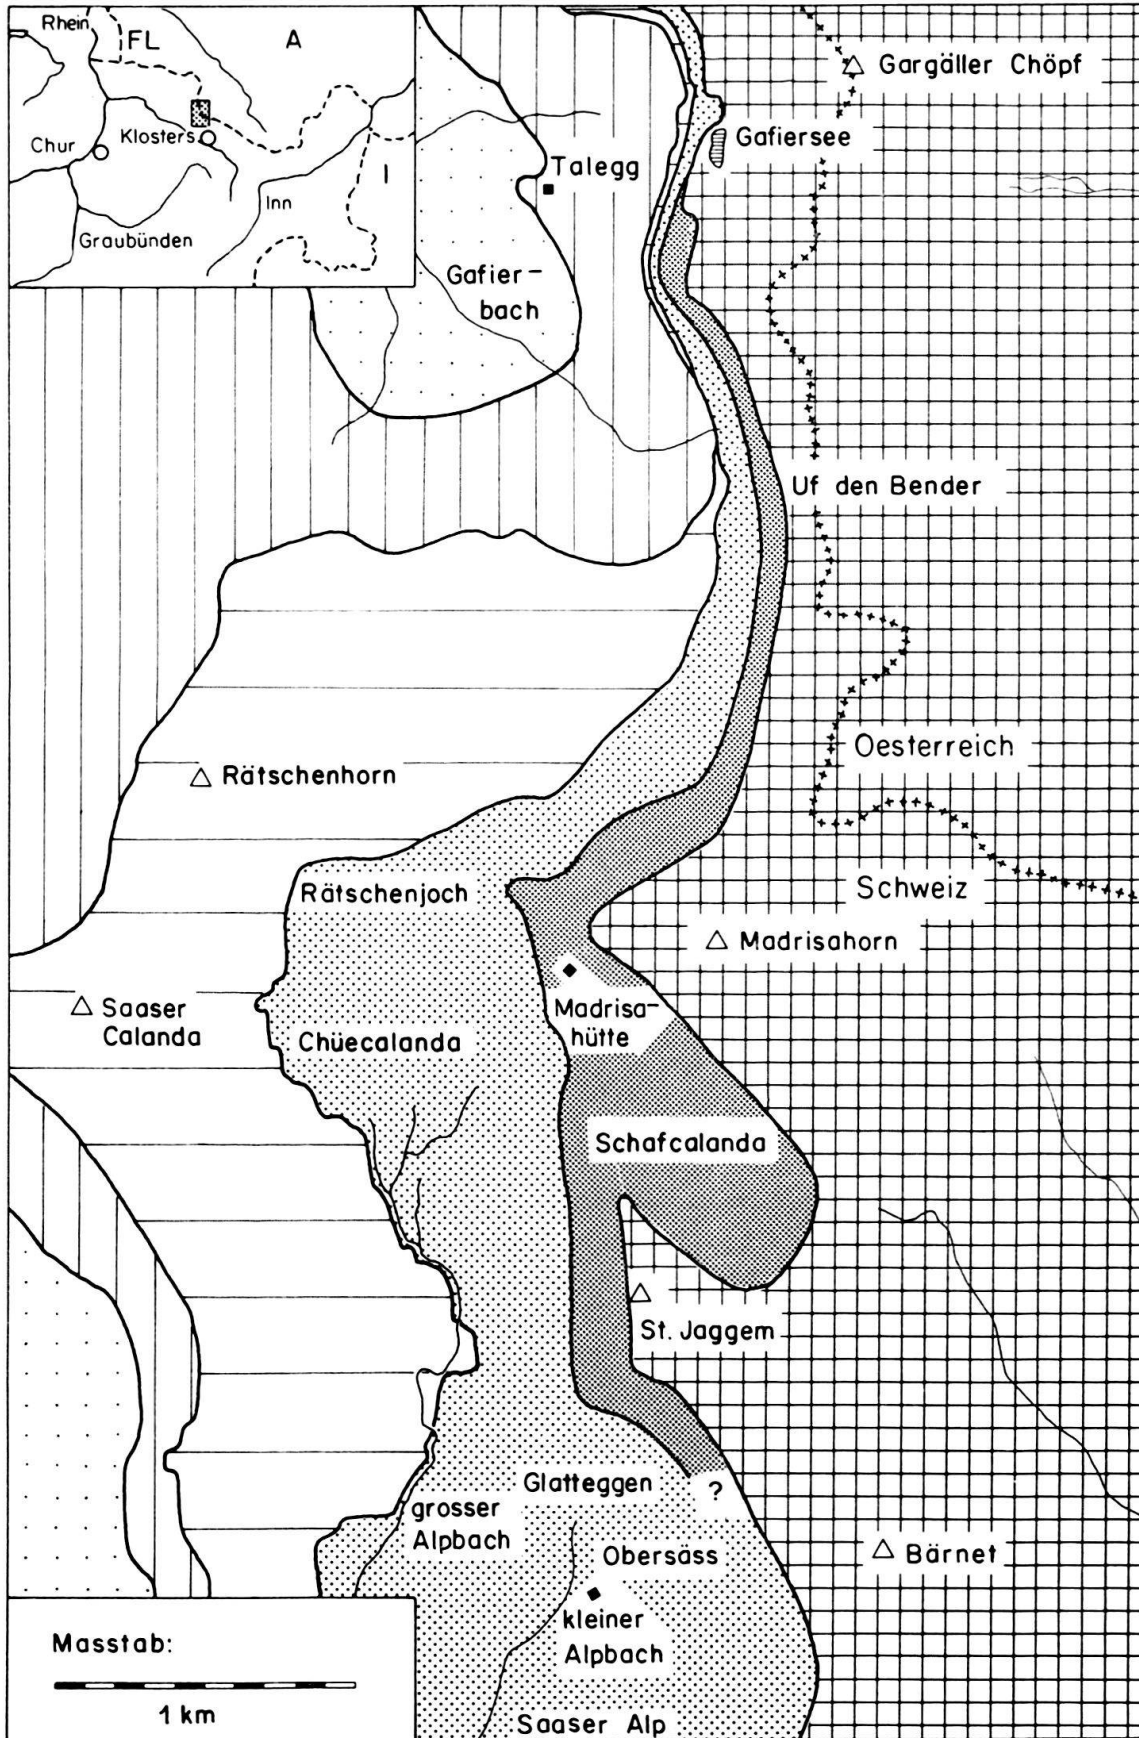 Rhein
FL
A
Chur
Klosters
I
Inn
Graubünden
Gargäller Chöpf
Gafiersee
Talegg
Gafier-
bach
Uf den Bender
Oesterreich
Rätschenhorn
Rätschenjoch
Schweiz
Madrisahorn
Saaser
Calanda
Madrisa-
hütte
Chüecalanda
Schafcalanda
St. Jaggem
Glatteggen
?
grosser
Alpbach
Obersäss
Bärnet
kleiner
Alpbach
Masstab:
1 km
Saaser Alp